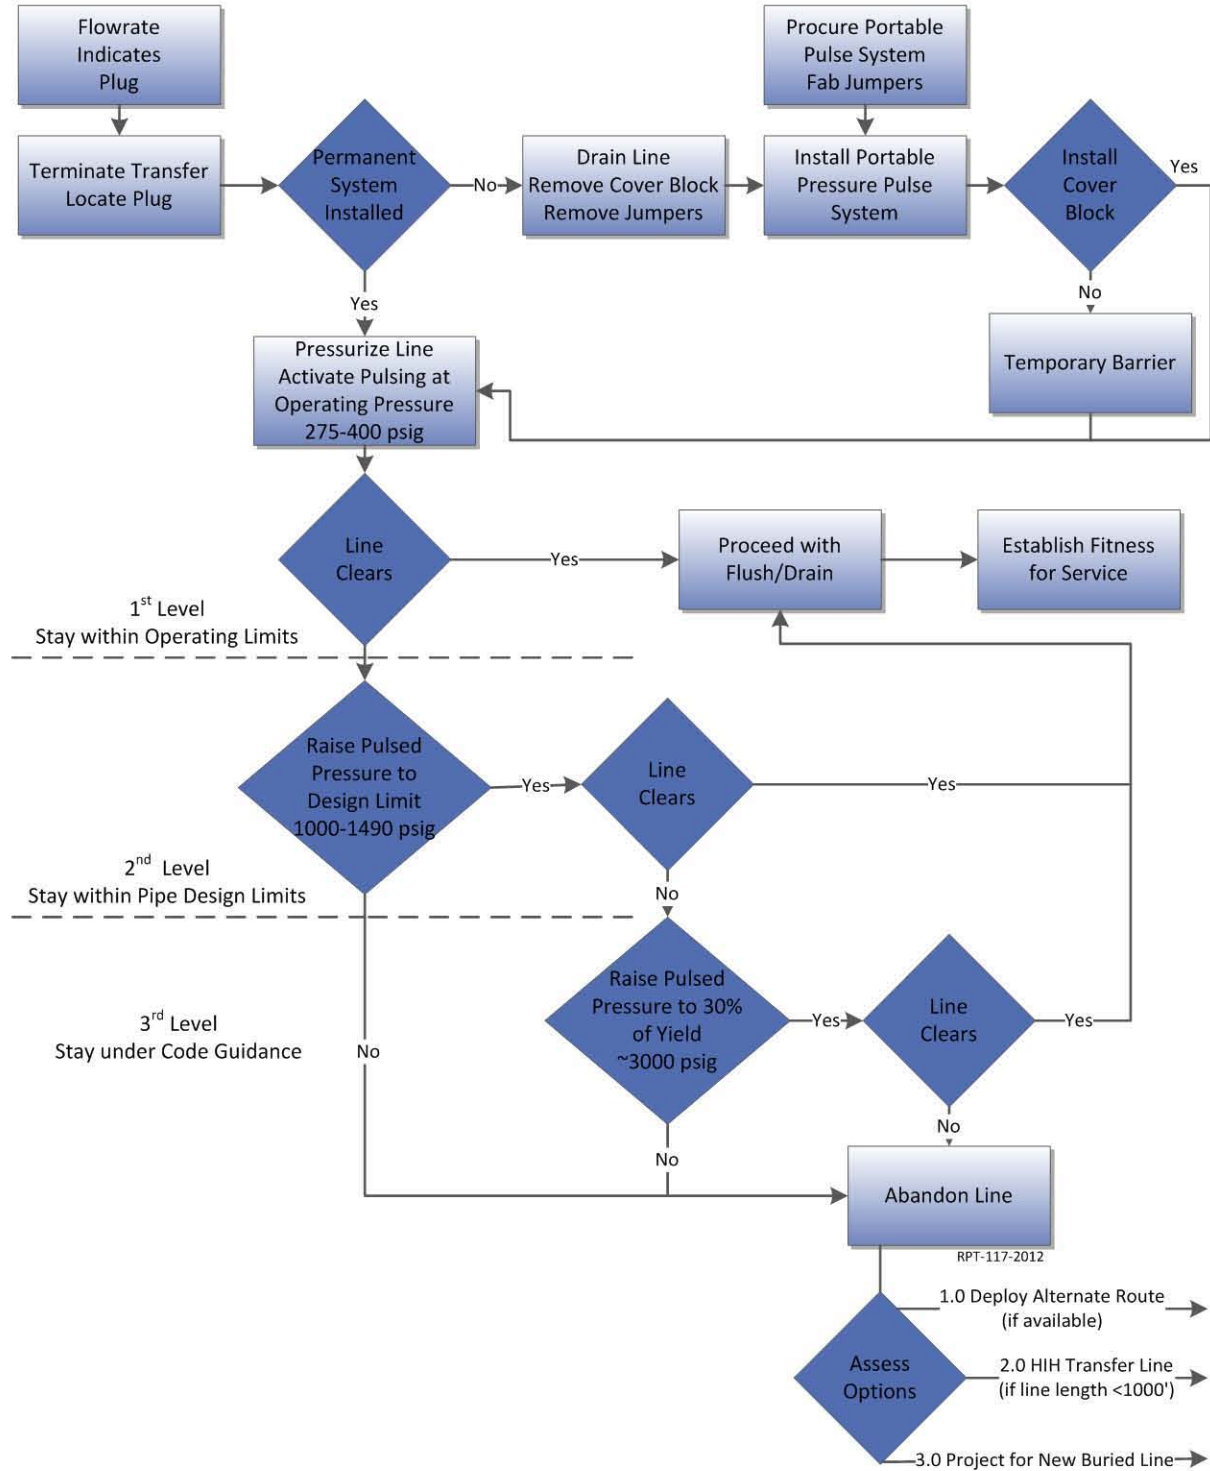 Flowrate
Indicates
Plug
Procure Portable
Pulse System
Fab Jumpers
Terminate Transfer
Locate Plug
Permanent
System
Installed
No
Drain Line
Remove Cover Block
Remove Jumpers
Install Portable
Pressure Pulse
System
Install
Cover
Block
Yes
Yes
No
Pressurize Line
Activate Pulsing at
Operating Pressure
275-400 psig
Temporary Barrier
Line
Clears
Yes
Proceed with
Flush/Drain
Establish Fitness
for Service
1st Level
Stay within Operating Limits
Raise Pulsed
Pressure to
Design Limit
1000-1490 psig
Yes
Line
Clears
Yes
2nd Level
Stay within Pipe Design Limits
No
Raise Pulsed
Pressure to 30%
of Yield
~3000 psig
Yes
Line
Clears
Yes
3rd Level
Stay under Code Guidance
No
No
No
Abandon Line
RPT-117-2012
Assess
Options
1.0 Deploy Alternate Route
(if available)
2.0 HIH Transfer Line
(if line length <1000')
3.0 Project for New Buried Line